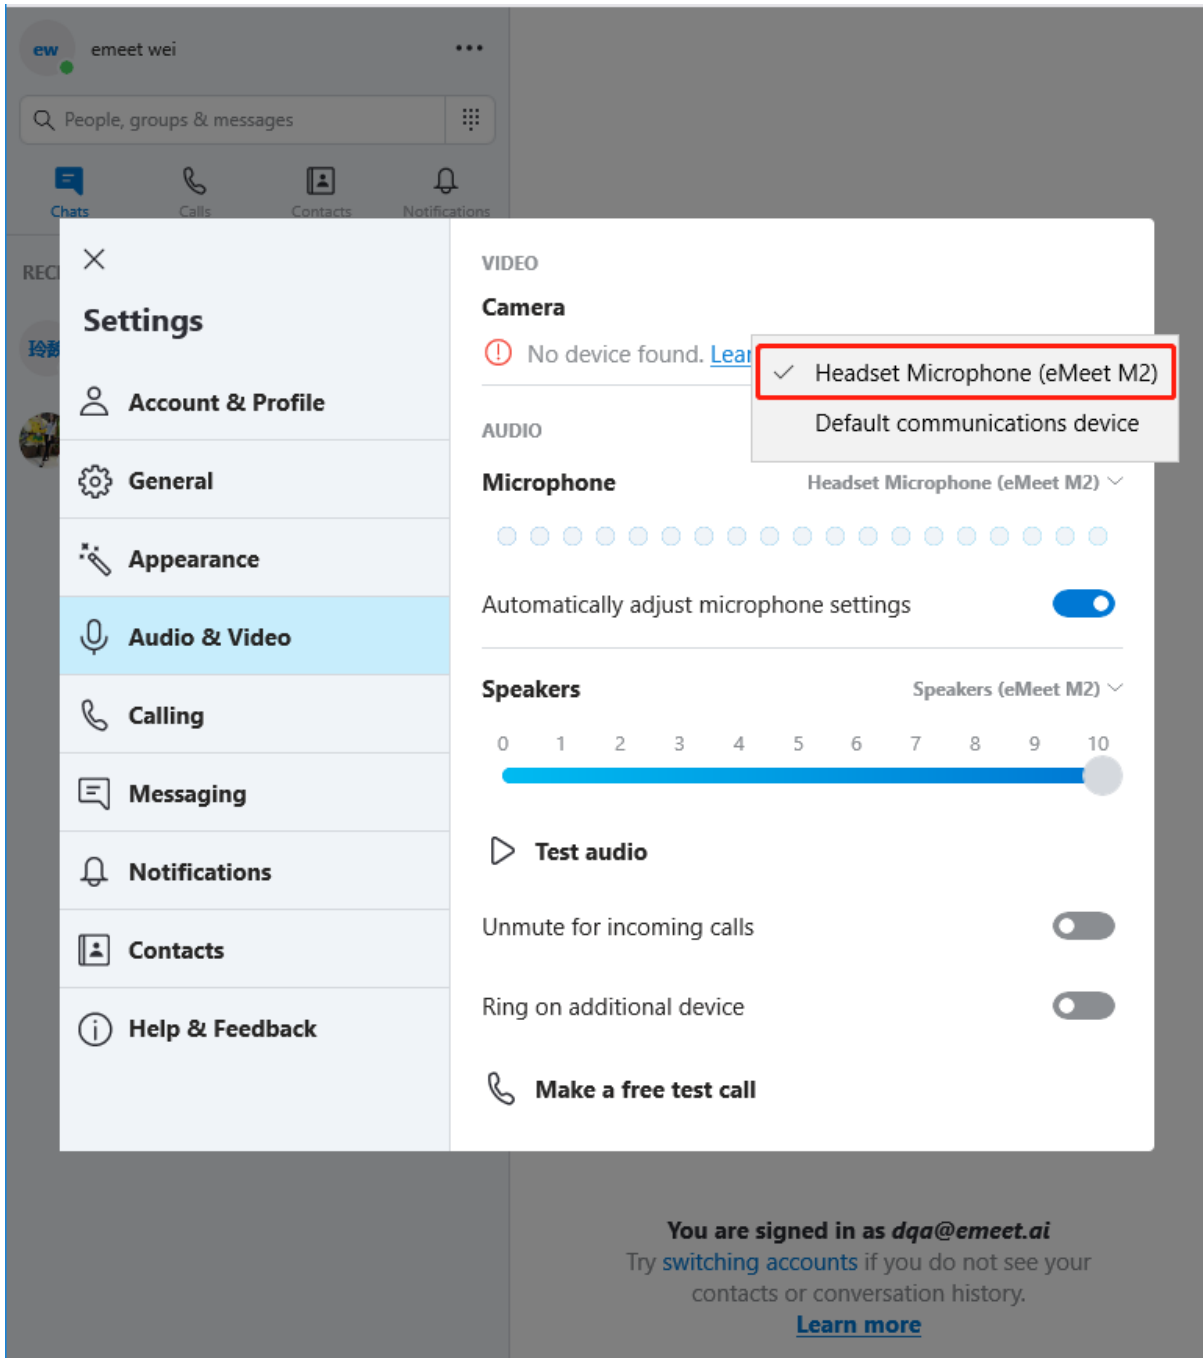 ew
emeet wei
People, groups & messages
Chats
Calls
Contacts
Notifications
Settings
Account & Profile
General
Appearance
Audio & Video
Calling
Messaging
Notifications
Contacts
Help & Feedback
VIDEO
Camera
No device found.
Headset Microphone (eMeet M2)
Default communications device
AUDIO
Microphone
Headset Microphone (eMeet M2)
Automatically adjust microphone settings
Speakers
Speakers (eMeet M2)
0 1 2 3 4 5 6 7 8 9 10
Test audio
Unmute for incoming calls
Ring on additional device
Make a free test call
You are signed in as dqa@emeet.ai
Try switching accounts if you do not see your
contacts or conversation history.
Learn more